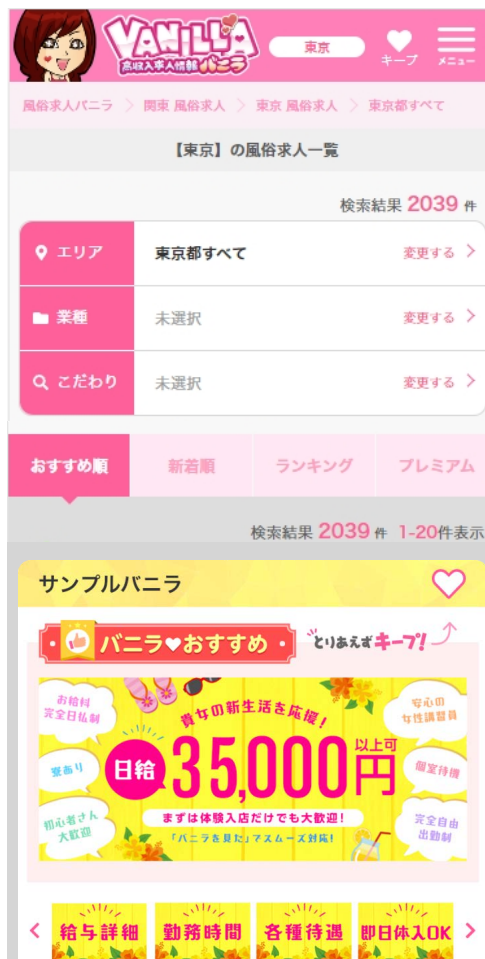 VANILLA
高収入求人情報バニラ
東京
キープ
メニュー
風俗求人バニラ > 関東 風俗求人 > 東京 風俗求人 > 東京都すべて
【東京】の風俗求人一覧
検索結果 2039 件
エリア 東京都すべて 変更する >
業種 未選択 変更する >
こだわり 未選択 変更する >
おすすめ順 新着順 ランキング プレミアム
検索結果 2039 件 1-20件表示
サンプルバニラ
バニラ♥おすすめ
とりあえずキープ!
お給料
完全日払制
貴女の新生活を応援!
安心の
女性講習員
寮あり
日給
35,000円
以上可
個室待機
初心者さん
大歓迎
まずは体験入店だけでも大歓迎!
「バニラを見た」でスムーズ対応!
完全自由
出勤制
給与詳細 勤務時間 各種待遇 即日体入OK